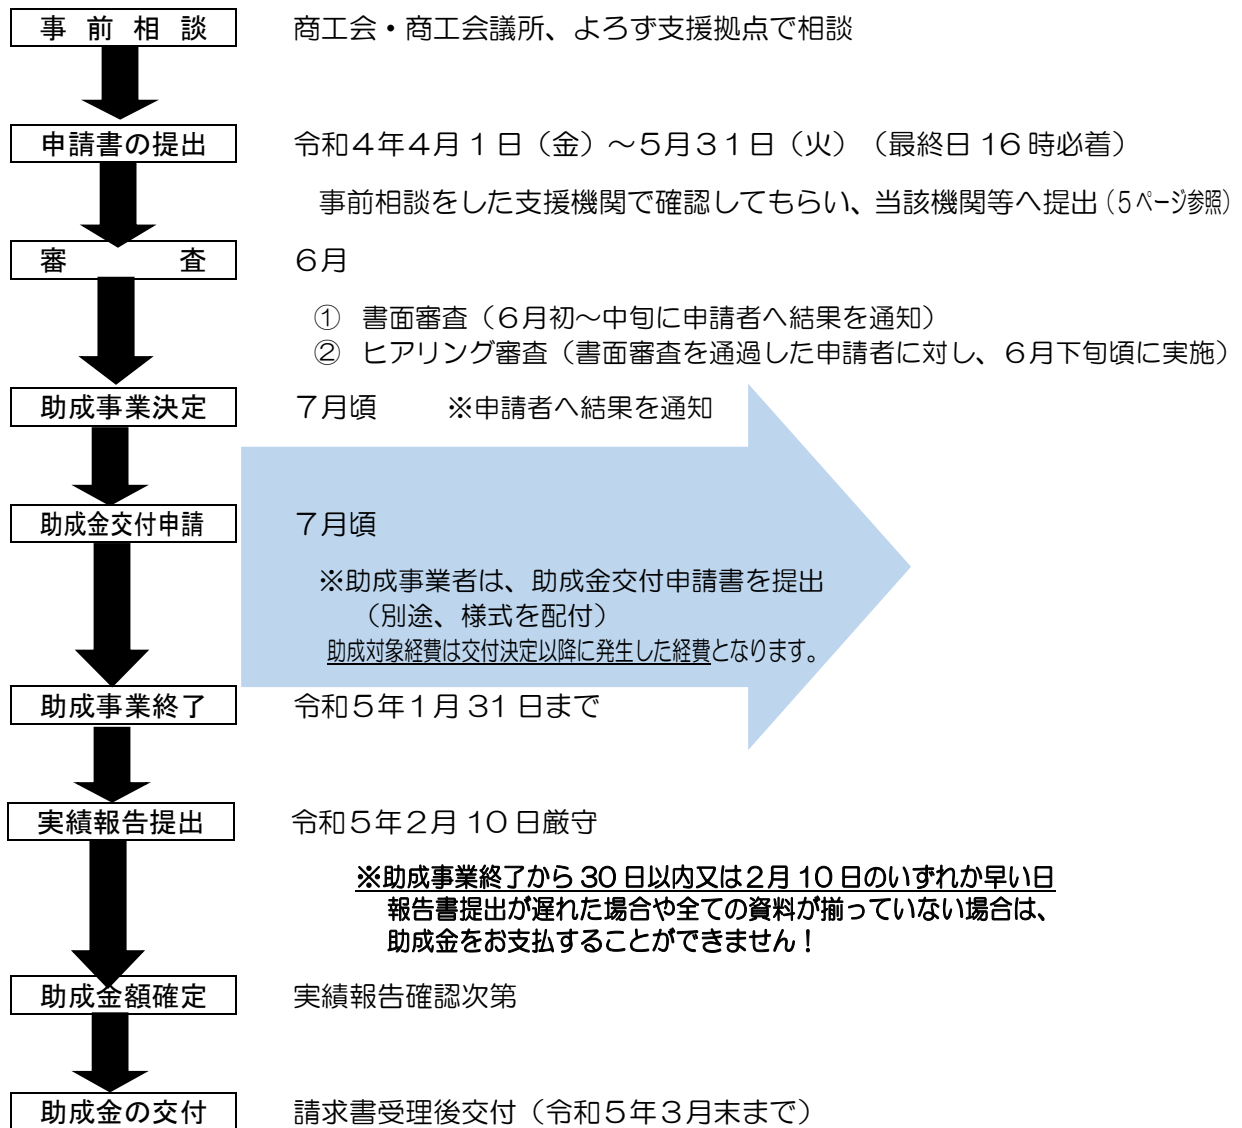 事前相談　商工会・商工会議所、よろず支援拠点で相談
申請書の提出　令和４年４月１日（金）～５月３１日（火）（最終日 16 時必着）
事前相談をした支援機関で確認してもらい、当該機関等へ提出（5ページ参照）
審査　６月
① 書面審査（６月初～中旬に申請者へ結果を通知）
② ヒアリング審査（書面審査を通過した申請者に対し、６月下旬頃に実施）
助成事業決定　７月頃　※申請者へ結果を通知
助成金交付申請　７月頃
※助成事業者は、助成金交付申請書を提出
（別途、様式を配付）
助成対象経費は交付決定以降に発生した経費となります。
助成事業終了　令和５年１月 31 日まで
実績報告提出　令和５年２月 10 日厳守
※助成事業終了から 30 日以内又は２月 10 日のいずれか早い日
報告書提出が遅れた場合や全ての資料が揃っていない場合は、
助成金をお支払することができません！
助成金額確定　実績報告確認次第
助成金の交付　請求書受理後交付（令和５年３月末まで）